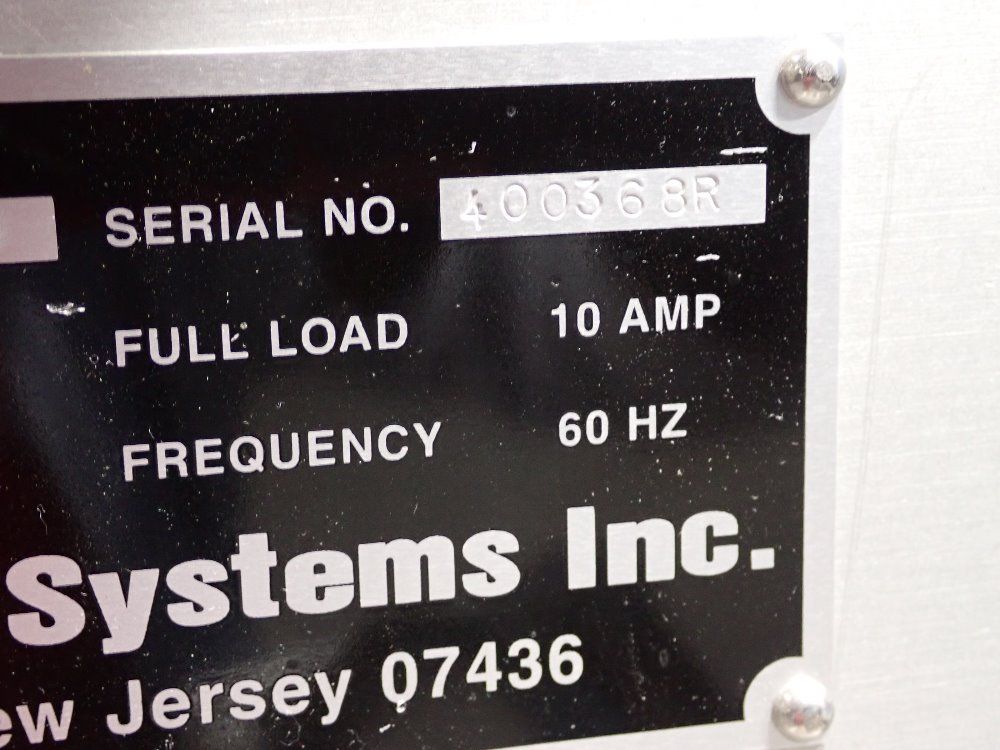 SERIAL NO. 400368R
FULL LOAD 10 AMP
FREQUENCY 60 HZ
Systems Inc.
ew Jersey 07436